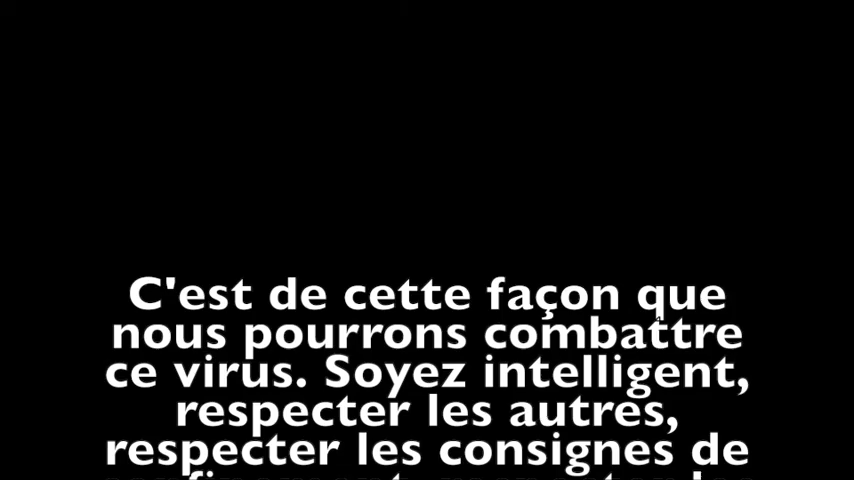 C'est de cette façon que
nous pourrons combattre
ce virus. Soyez intelligent,
respecter les autres,
respecter les consignes de